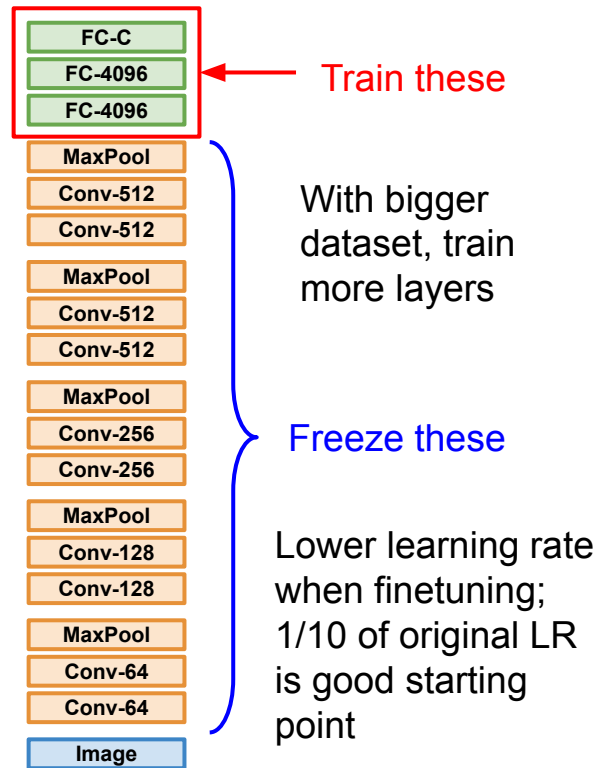 FC-C
FC-4096
FC-4096
Train these
MaxPool
Conv-512
Conv-512
With bigger
dataset, train
more layers
MaxPool
Conv-512
Conv-512
MaxPool
Conv-256
Conv-256
Freeze these
MaxPool
Conv-128
Conv-128
Lower learning rate
when finetuning;
1/10 of original LR
is good starting
point
MaxPool
Conv-64
Conv-64
Image